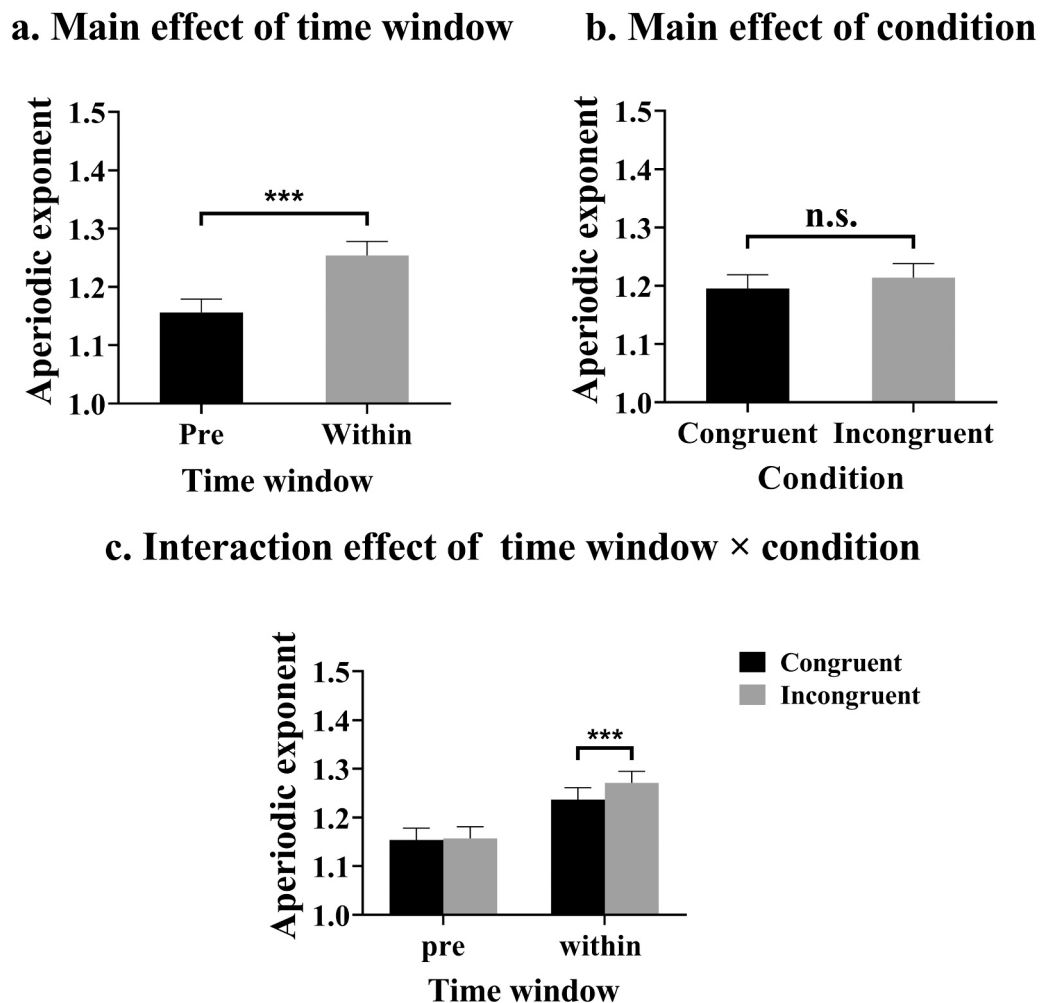 a. Main effect of time window
b. Main effect of condition
Aperiodic exponent
1.5
1.4
1.3
1.2
1.1
1.0
***
Pre
Within
Time window
Aperiodic exponent
1.5
1.4
1.3
1.2
1.1
1.0
n.s.
Congruent
Incongruent
Condition
c. Interaction effect of time window × condition
Aperiodic exponent
1.5
1.4
1.3
1.2
1.1
1.0
***
Congruent
Incongruent
pre
within
Time window